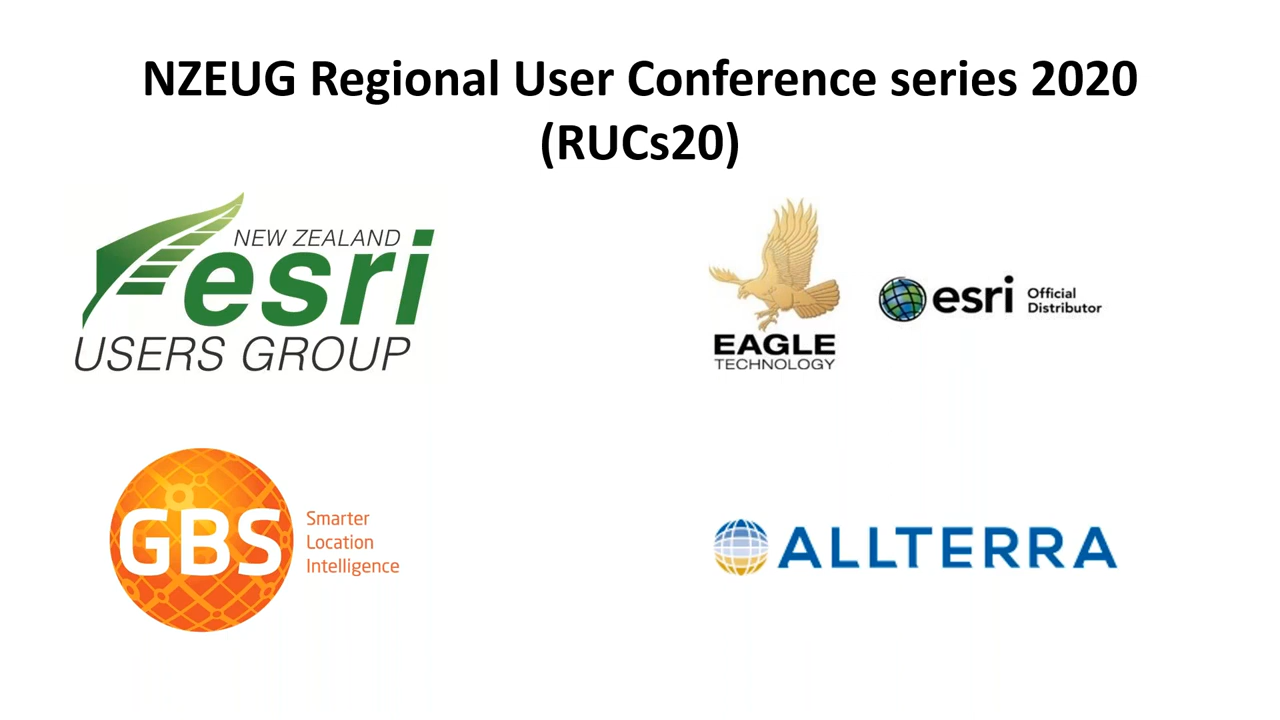 NZEUG Regional User Conference series 2020
(RUCs20)
NEW ZEALAND
esri
USERS GROUP
EAGLE
TECHNOLOGY
esri
Official
Distributor
GBS
Smarter
Location
Intelligence
ALLTERRA